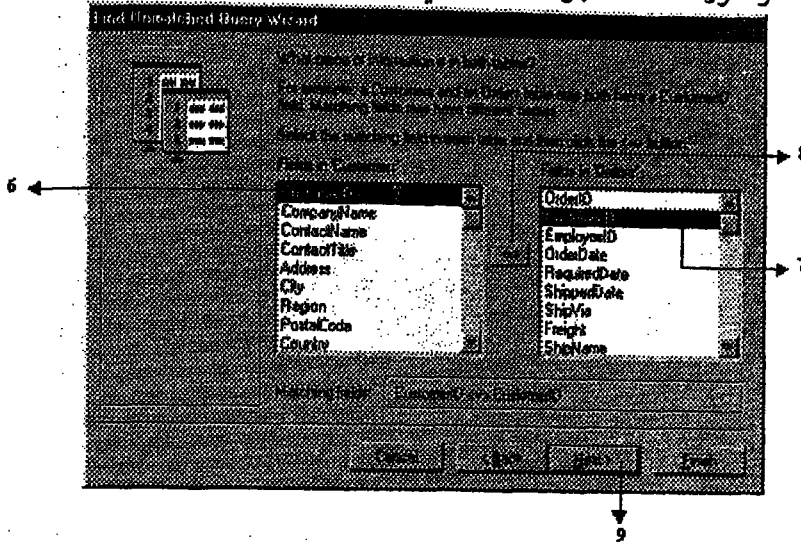 Find Unmatched Query Wizard
What piece of information is in both tables?
For example, a Customers and an Orders table may both have a CustomerID
field. Matching fields may have different names.
Select the matching field in each table and then click the <=> button.
Fields in 'Customers'
CompanyName
ContactName
ContactTitle
Address
City
Region
PostalCode
Country
OrderID
EmployeeID
OrderDate
RequiredDate
ShippedDate
ShipVia
Freight
ShipName
6
8
7
Matching fields: CustomerID <=> CustomerID
Cancel
< Back
Next >
Finish
9